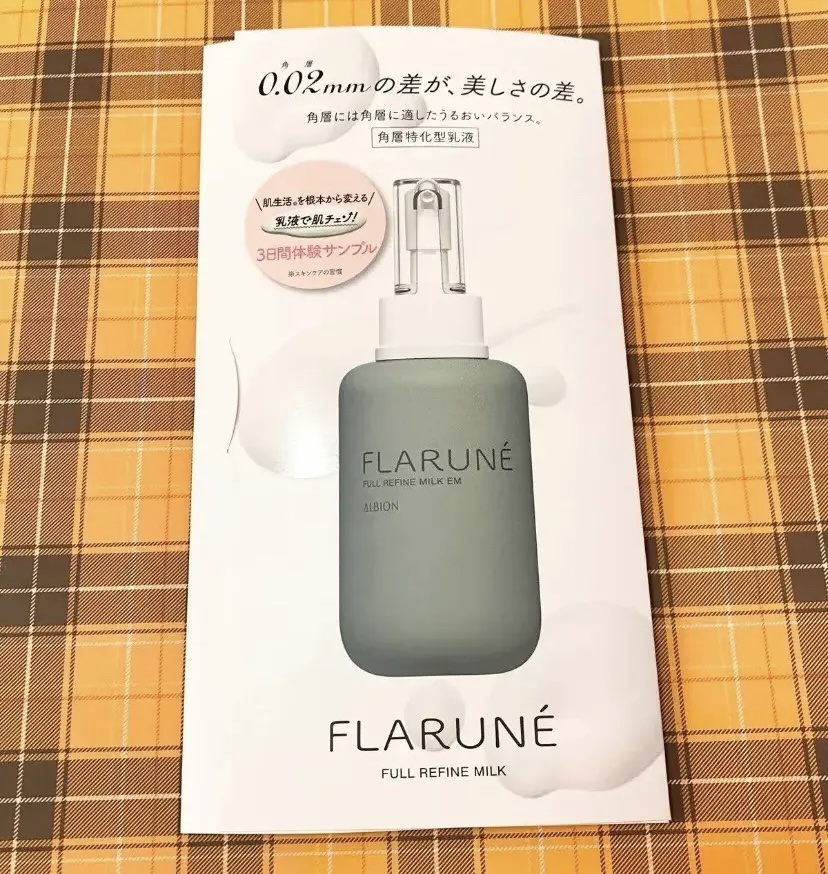 角層
0.02mmの差が、美しさの差。
角層には角層に適したうるおいバランス。
角層特化型乳液
\肌生活※を根本から変える/
乳液で肌チェンジ!
3日間体験サンプル
※スキンケアの習慣
FLARUNÉ
FULL REFINE MILK EM
ALBION
FLARUNÉ
FULL REFINE MILK